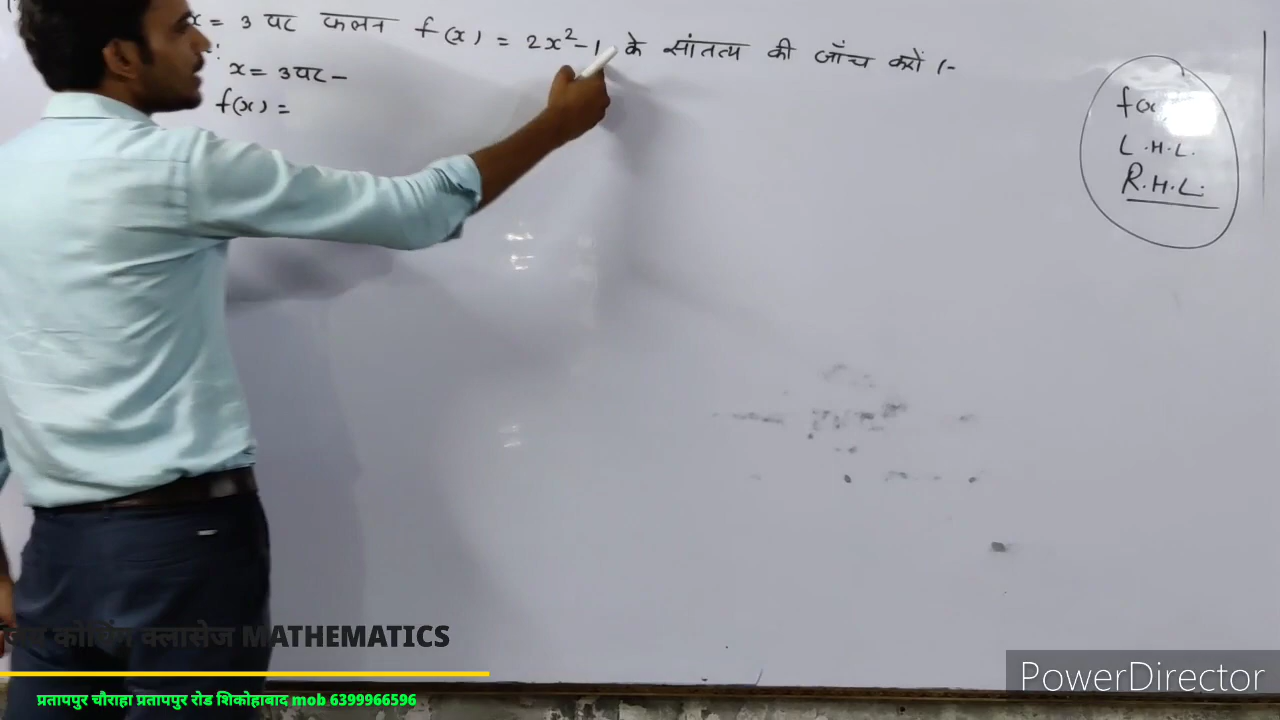 x = 3 पर फलन f(x) = 2x²-1 के सांतत्य की जाँच करों ।-
x = 3 पर -
f(x) =
L.H.L.
R.H.L.
कोचिंग क्लासेज MATHEMATICS
प्रतापपुर चौराहा प्रतापपुर रोड शिकोहाबाद mob 6399966596
PowerDirector